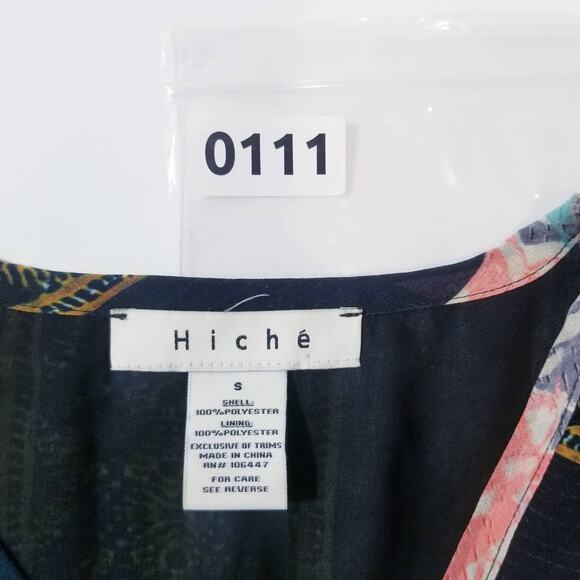 0111
Hiché
S
SHELL:
100%POLYESTER
LINING:
100%POLYESTER
EXCLUSIVE OF TRIMS
MADE IN CHINA
RN# 106447
FOR CARE
SEE REVERSE